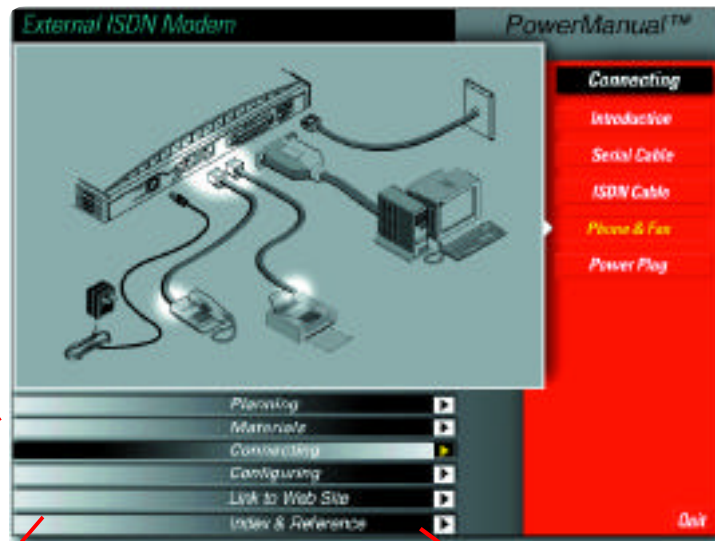 External ISDN Modem
PowerManual™
Connecting
Introduction
Serial Cable
ISDN Cable
Phone & Fax
Power Plug
Planning
Materials
Connecting
Configuring
Link to Web Site
Index & Reference
Quit